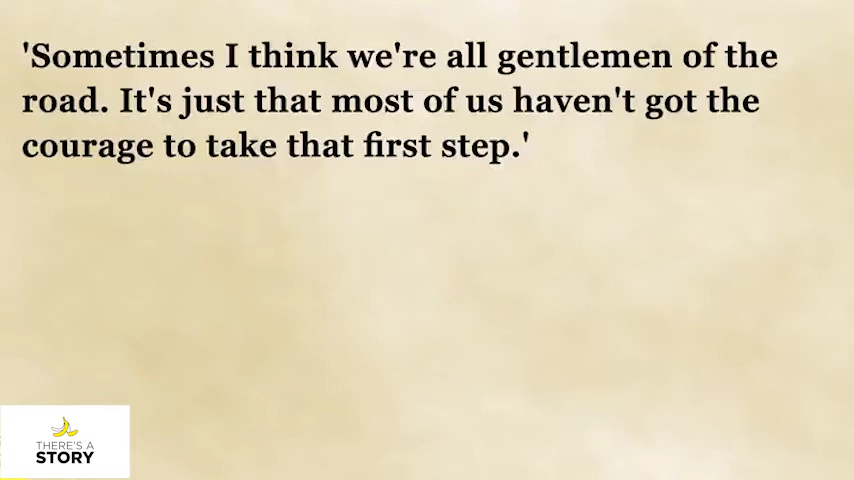 'Sometimes I think we're all gentlemen of the
road. It's just that most of us haven't got the
courage to take that first step.'
THERE'S A
STORY